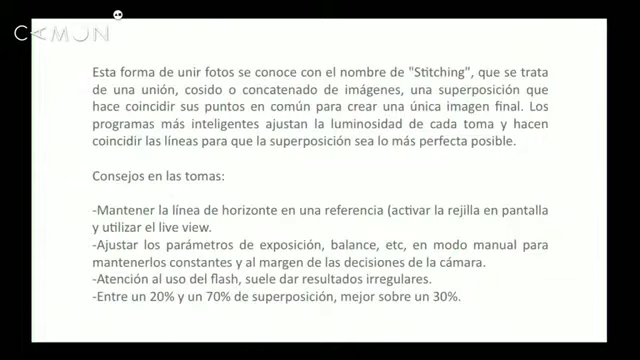 CAMON
Esta forma de unir fotos se conoce con el nombre de "Stitching", que se trata
de una unión, cosido o concatenado de imágenes, una superposición que
hace coincidir sus puntos en común para crear una única imagen final. Los
programas más inteligentes ajustan la luminosidad de cada toma y hacen
coincidir las líneas para que la superposición sea lo más perfecta posible.
Consejos en las tomas:
-Mantener la línea de horizonte en una referencia (activar la rejilla en pantalla
y utilizar el live view.
-Ajustar los parámetros de exposición, balance, etc, en modo manual para
mantenerlos constantes y al margen de las decisiones de la cámara.
-Atención al uso del flash, suele dar resultados irregulares.
-Entre un 20% y un 70% de superposición, mejor sobre un 30%.